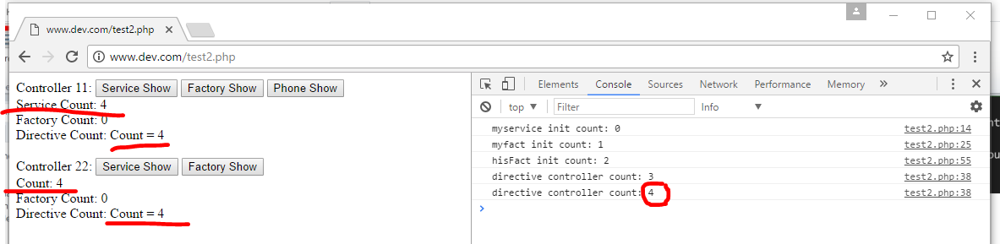 www.dev.com/test2.php
www.dev.com/test2.php
Controller 11: Service Show Factory Show Phone Show
Service Count: 4
Factory Count: 0
Directive Count: Count = 4
Controller 22: Service Show Factory Show
Count: 4
Factory Count: 0
Directive Count: Count = 4
Elements Console Sources Network Performance Memory
top Filter Info
myservice init count: 0 test2.php:14
myfact init count: 1 test2.php:25
hisFact init count: 2 test2.php:55
directive controller count: 3 test2.php:38
directive controller count: 4 test2.php:38